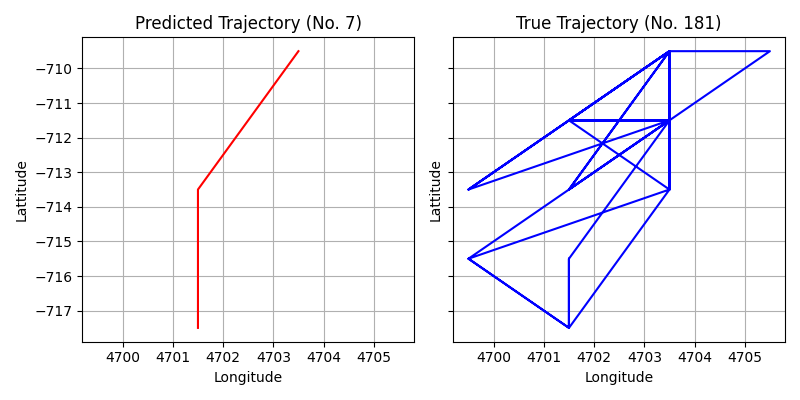 Predicted Trajectory (No. 7)
−710
−711
−712
−713
−714
−715
−716
−717
Lattitude
4700 4701 4702 4703 4704 4705
Longitude
True Trajectory (No. 181)
Lattitude
4700 4701 4702 4703 4704 4705
Longitude